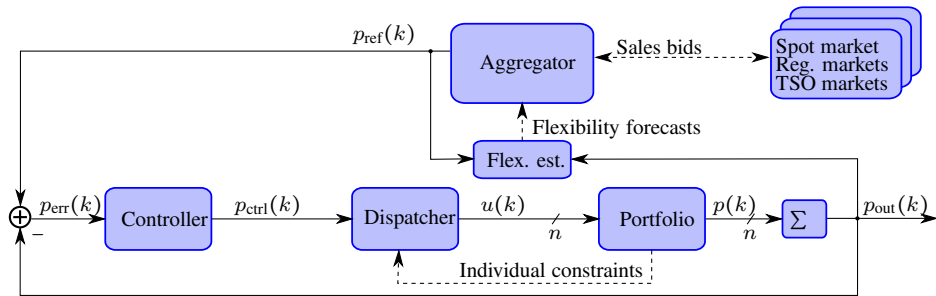 p_ref(k)
Aggregator
Sales bids
Spot market
Reg. markets
TSO markets
Flexibility forecasts
Flex. est.
+
−
p_err(k)
Controller
p_ctrl(k)
Dispatcher
u(k)
n
Portfolio
p(k)
n
Σ
p_out(k)
Individual constraints